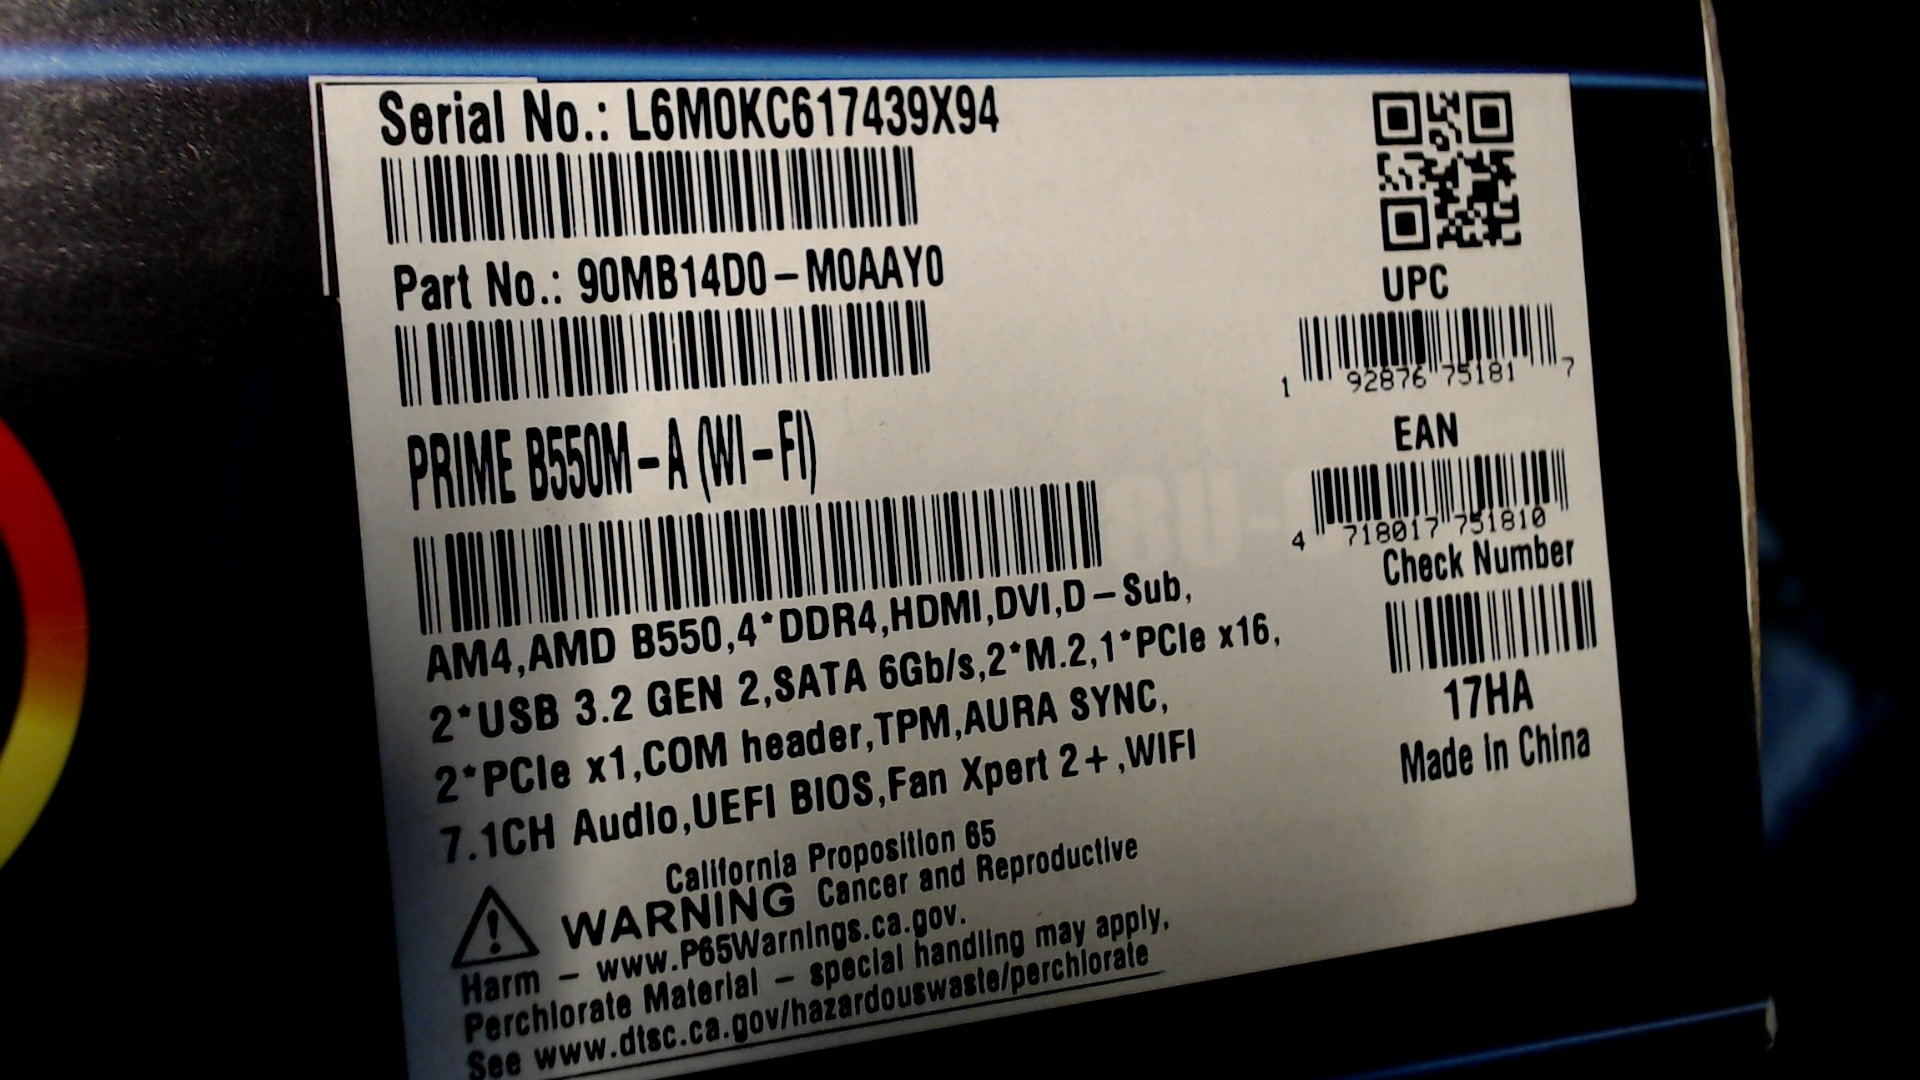 Serial No.: L6M0KC617439X94
Part No.: 90MB14D0-M0AAY0
PRIME B550M-A (WI-FI)
AM4,AMD B550,4*DDR4,HDMI,DVI,D-Sub,
2*USB 3.2 GEN 2,SATA 6Gb/s,2*M.2,1*PCIe x16,
2*PCIe x1,COM header,TPM,AURA SYNC,
7.1CH Audio,UEFI BIOS,Fan Xpert 2+,WIFI
California Proposition 65
WARNING Cancer and Reproductive
Harm - www.P65Warnings.ca.gov.
Perchlorate Material - special handling may apply,
See www.dtsc.ca.gov/hazardouswaste/perchlorate
UPC
1 92876 75181 7
EAN
4 718017 751810
Check Number
17HA
Made in China